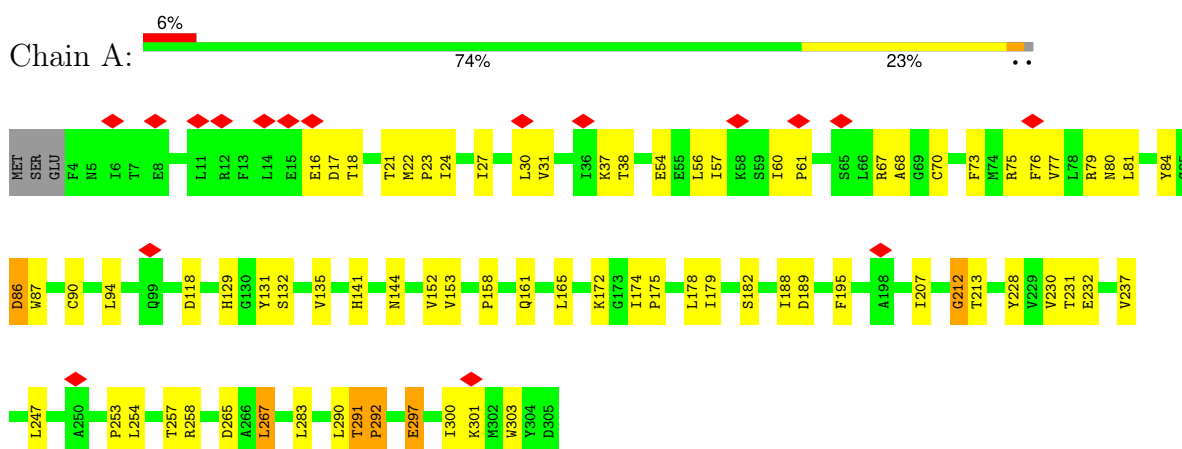 6%
Chain A:
74% 23% • •
MET SER GLU F4 N5 I6 T7 E8 L11 R12 F13 L14 E15 E16 D17 T18 T21 M22 P23 I24 I27 L30 V31 I36 K37 T38 E54 E55 L56 I57 K58 S59 I60 P61 S65 L66 R67 A68 G69 C70 F73 M74 R75 F76 V77 L78 R79 N80 L81 Y84
D86 W87 C90 L94 Q99 D118 H129 G130 Y131 S132 V135 H141 N144 V152 V153 P158 Q161 L165 K172 G173 I174 P175 L178 I179 S182 I188 D189 F195 A198 I207 G212 T213 Y228 V229 V230 T231 E232 V237
L247 A250 P253 L254 T257 R258 D265 A266 L267 L283 L290 T291 P292 E297 I300 K301 M302 W303 Y304 D305